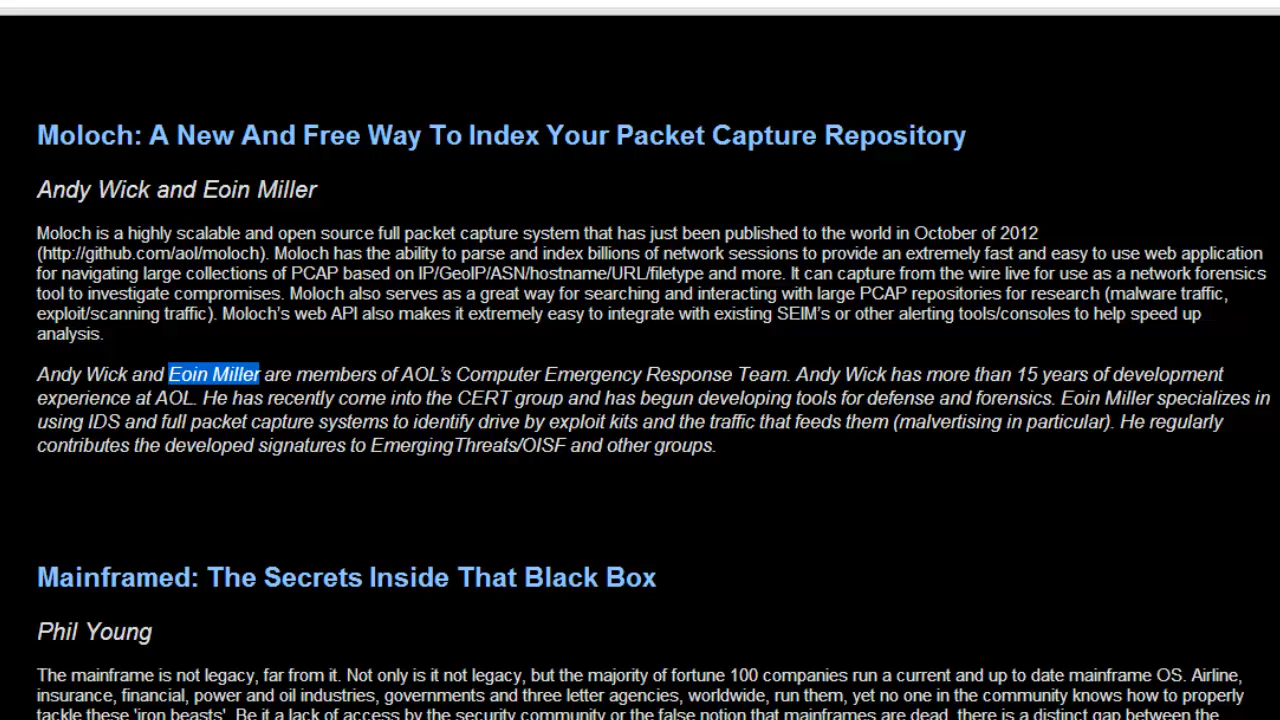 Moloch: A New And Free Way To Index Your Packet Capture Repository
Andy Wick and Eoin Miller
Moloch is a highly scalable and open source full packet capture system that has just been published to the world in October of 2012
(http://github.com/aol/moloch). Moloch has the ability to parse and index billions of network sessions to provide an extremely fast and easy to use web application
for navigating large collections of PCAP based on IP/GeoIP/ASN/hostname/URL/filetype and more. It can capture from the wire live for use as a network forensics
tool to investigate compromises. Moloch also serves as a great way for searching and interacting with large PCAP repositories for research (malware traffic,
exploit/scanning traffic). Moloch's web API also makes it extremely easy to integrate with existing SEIM's or other alerting tools/consoles to help speed up
analysis.
Andy Wick and Eoin Miller are members of AOL's Computer Emergency Response Team. Andy Wick has more than 15 years of development
experience at AOL. He has recently come into the CERT group and has begun developing tools for defense and forensics. Eoin Miller specializes in
using IDS and full packet capture systems to identify drive by exploit kits and the traffic that feeds them (malvertising in particular). He regularly
contributes the developed signatures to EmergingThreats/OISF and other groups.
Mainframed: The Secrets Inside That Black Box
Phil Young
The mainframe is not legacy, far from it. Not only is it not legacy, but the majority of fortune 100 companies run a current and up to date mainframe OS. Airline,
insurance, financial, power and oil industries, governments and three letter agencies, worldwide, run them, yet no one in the community knows how to properly
tackle these 'iron beasts'. Be it a lack of access by the security community or the false notion that mainframes are dead, there is a distinct gap between the